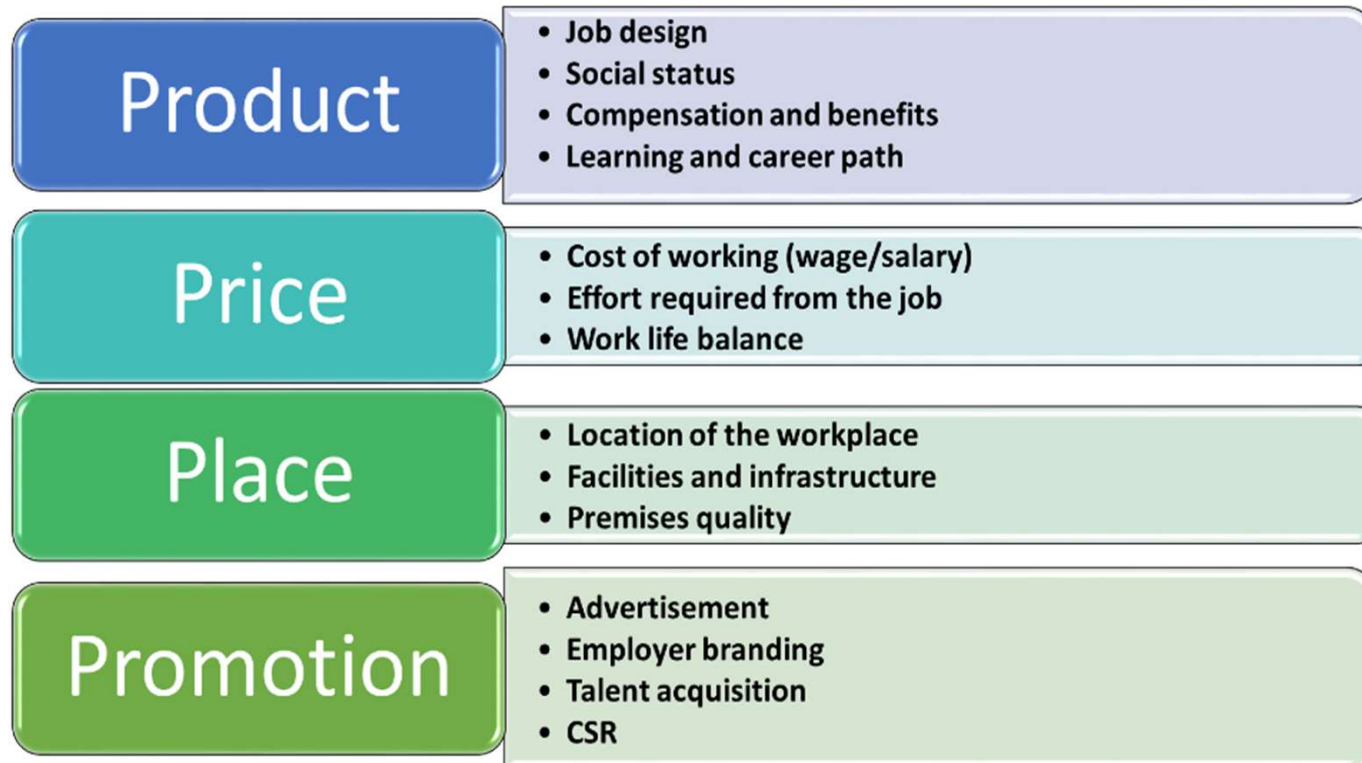 Product
• Job design
• Social status
• Compensation and benefits
• Learning and career path
Price
• Cost of working (wage/salary)
• Effort required from the job
• Work life balance
Place
• Location of the workplace
• Facilities and infrastructure
• Premises quality
Promotion
• Advertisement
• Employer branding
• Talent acquisition
• CSR